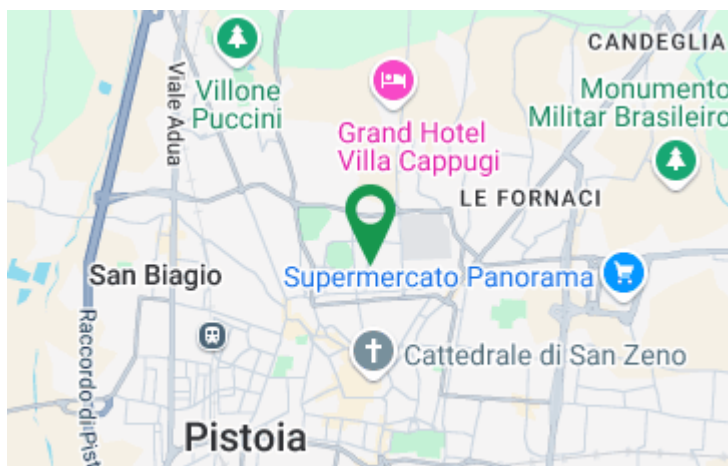 CANDEGLIA
Viale Adua
Villone
Puccini
Monumento
Militar Brasileiro
Grand Hotel
Villa Cappugi
LE FORNACI
San Biagio
Supermercato Panorama
Raccordo di Pist
Cattedrale di San Zeno
Pistoia